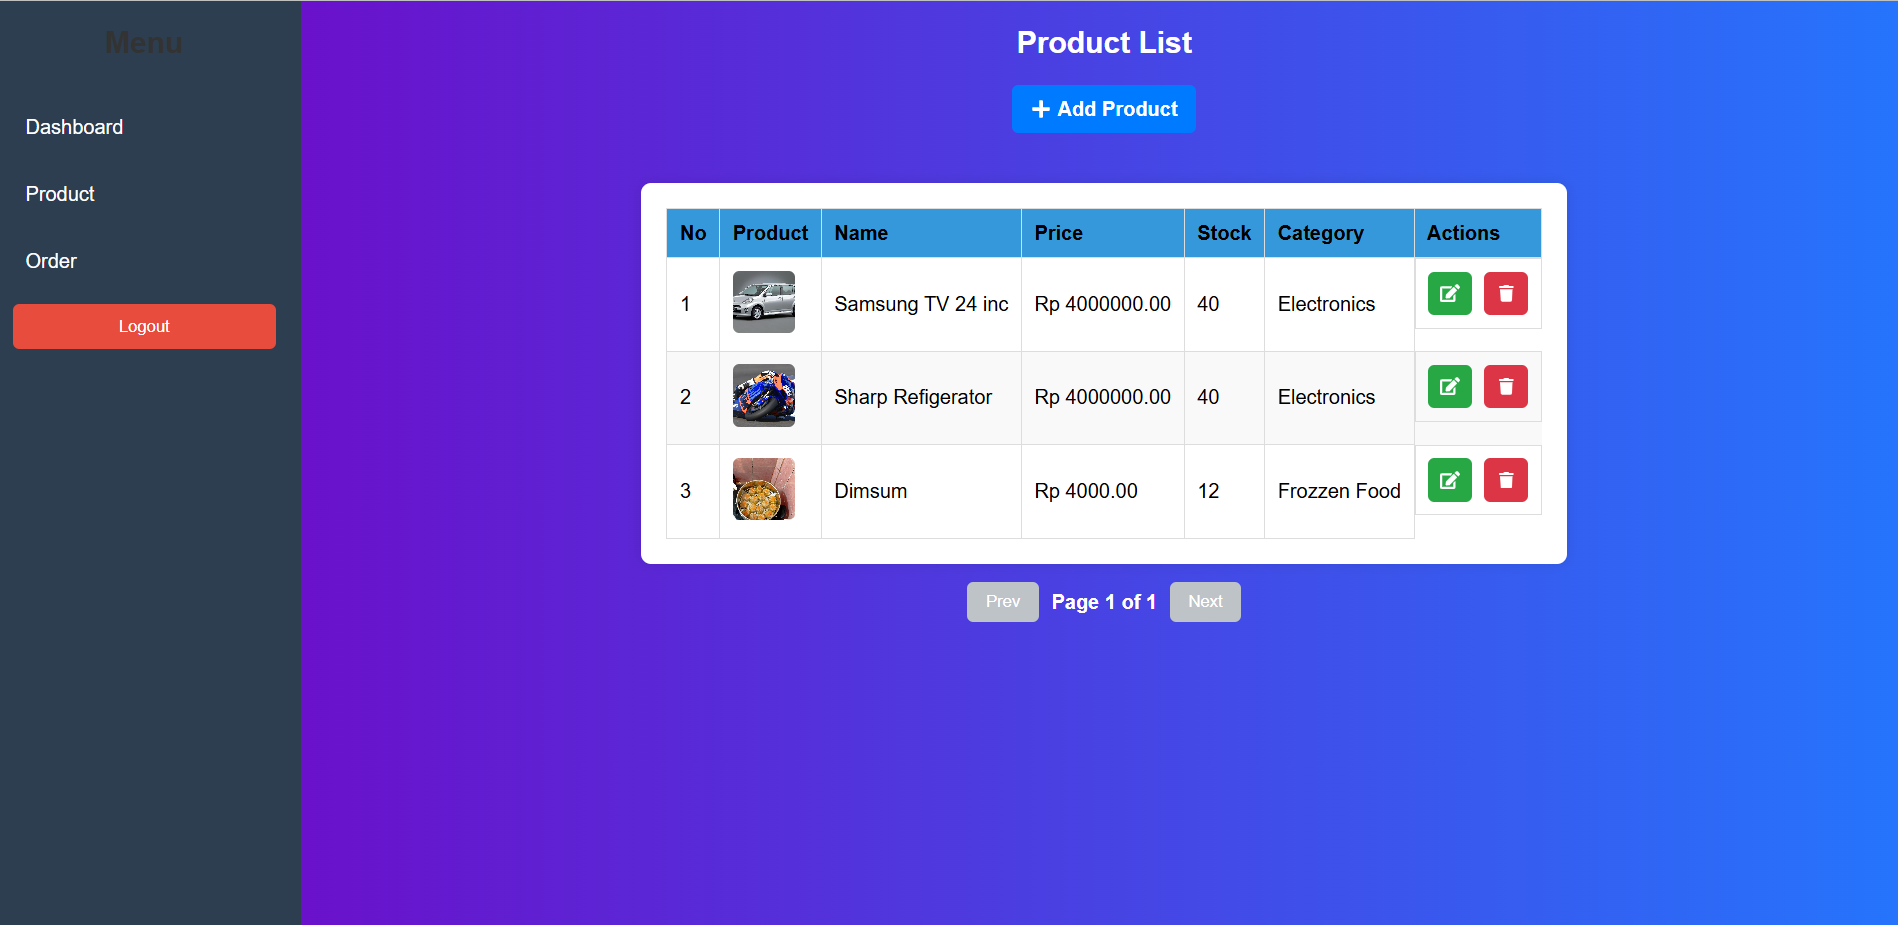 Menu
Dashboard
Product
Order
Logout
Product List
Add Product
No Product Name Price Stock Category Actions
1 Samsung TV 24 inc Rp 4000000.00 40 Electronics
2 Sharp Refigerator Rp 4000000.00 40 Electronics
3 Dimsum Rp 4000.00 12 Frozzen Food
Prev Page 1 of 1 Next